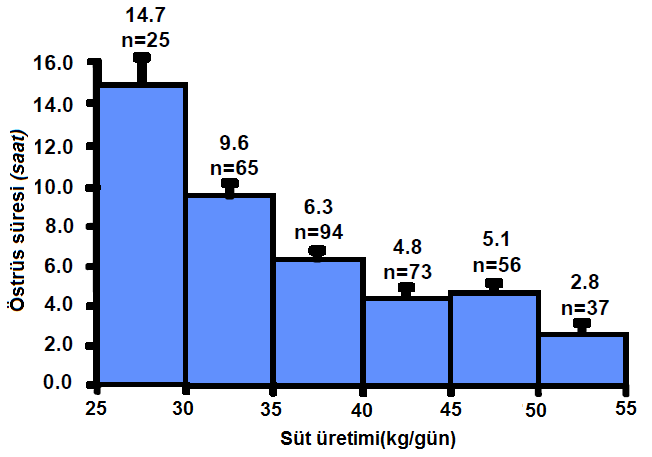 14.7
n=25
9.6
n=65
6.3
n=94
4.8
n=73
5.1
n=56
2.8
n=37
16.0
14.0
12.0
10.0
8.0
6.0
4.0
2.0
0.0
Östrüs süresi (saat)
25 30 35 40 45 50 55
Süt üretimi(kg/gün)